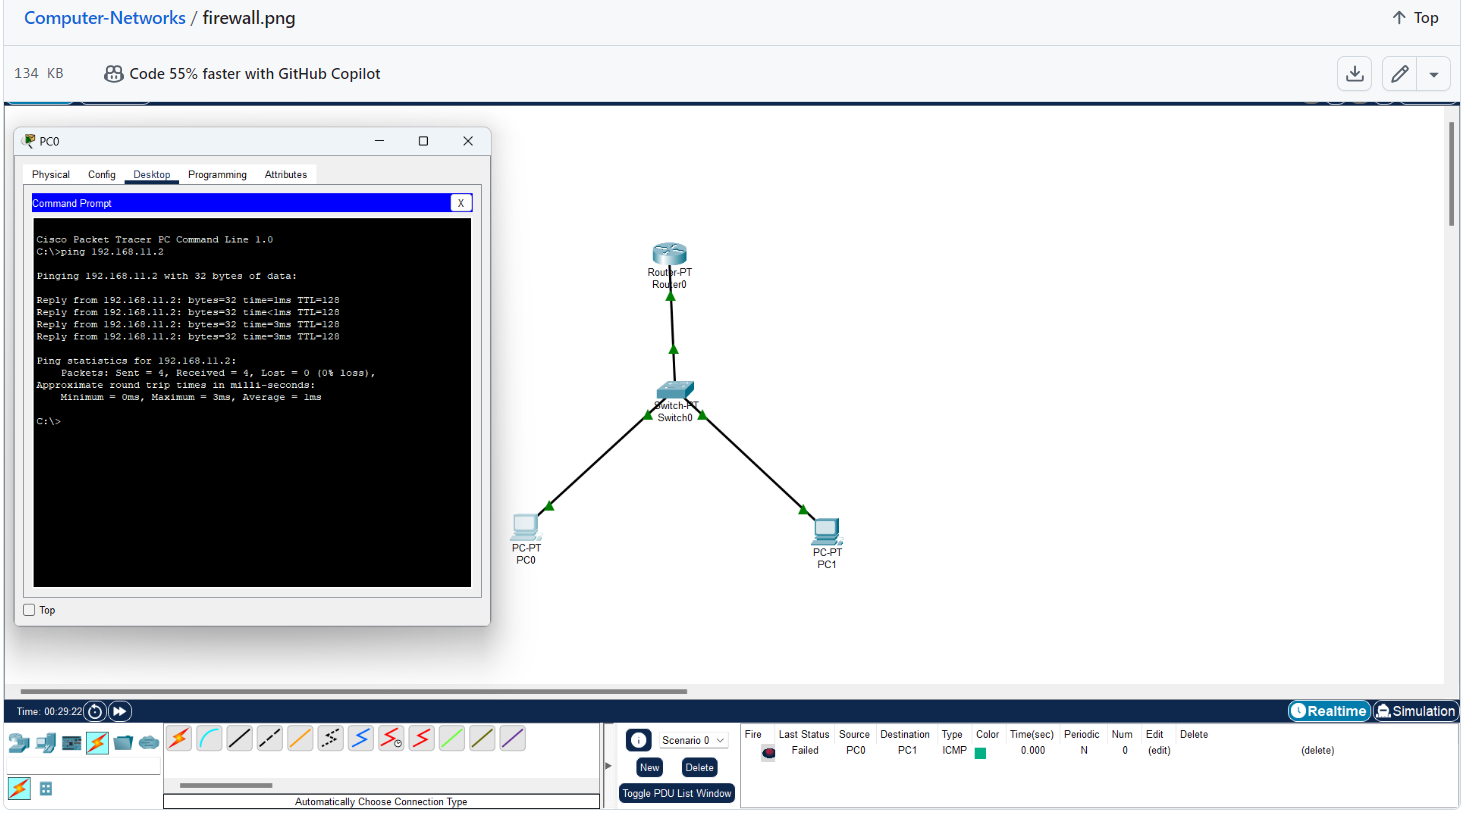 Computer-Networks / firewall.png
Top
134 KB
Code 55% faster with GitHub Copilot
PC0
Physical Config Desktop Programming Attributes
Command Prompt
X
Cisco Packet Tracer PC Command Line 1.0
C:\>ping 192.168.11.2
Pinging 192.168.11.2 with 32 bytes of data:
Reply from 192.168.11.2: bytes=32 time=1ms TTL=128
Reply from 192.168.11.2: bytes=32 time<1ms TTL=128
Reply from 192.168.11.2: bytes=32 time=3ms TTL=128
Reply from 192.168.11.2: bytes=32 time=3ms TTL=128
Ping statistics for 192.168.11.2:
Packets: Sent = 4, Received = 4, Lost = 0 (0% loss),
Approximate round trip times in milli-seconds:
Minimum = 0ms, Maximum = 3ms, Average = 1ms
C:\>
Top
Router-PT
Router0
Switch-PT
Switch0
PC-PT
PC0
PC-PT
PC1
Time: 00:29:22
Realtime
Simulation
Automatically Choose Connection Type
Scenario 0
New
Delete
Toggle PDU List Window
Fire Last Status Source Destination Type Color Time(sec) Periodic Num Edit Delete
Failed PC0 PC1 ICMP 0.000 N 0 (edit) (delete)